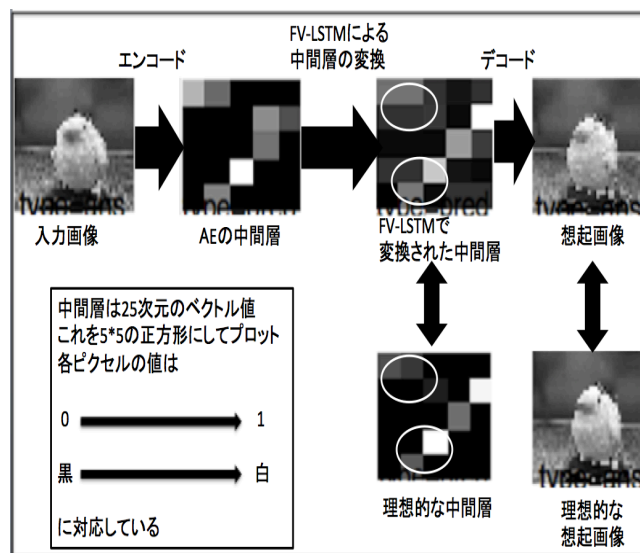 エンコード
FV-LSTMによる
中間層の変換
デコード
入力画像
AEの中間層
FV-LSTMで
変換された中間層
想起画像
中間層は25次元のベクトル値
これを5*5の正方形にしてプロット
各ピクセルの値は
0 1
黒 白
に対応している
理想的な中間層
理想的な
想起画像